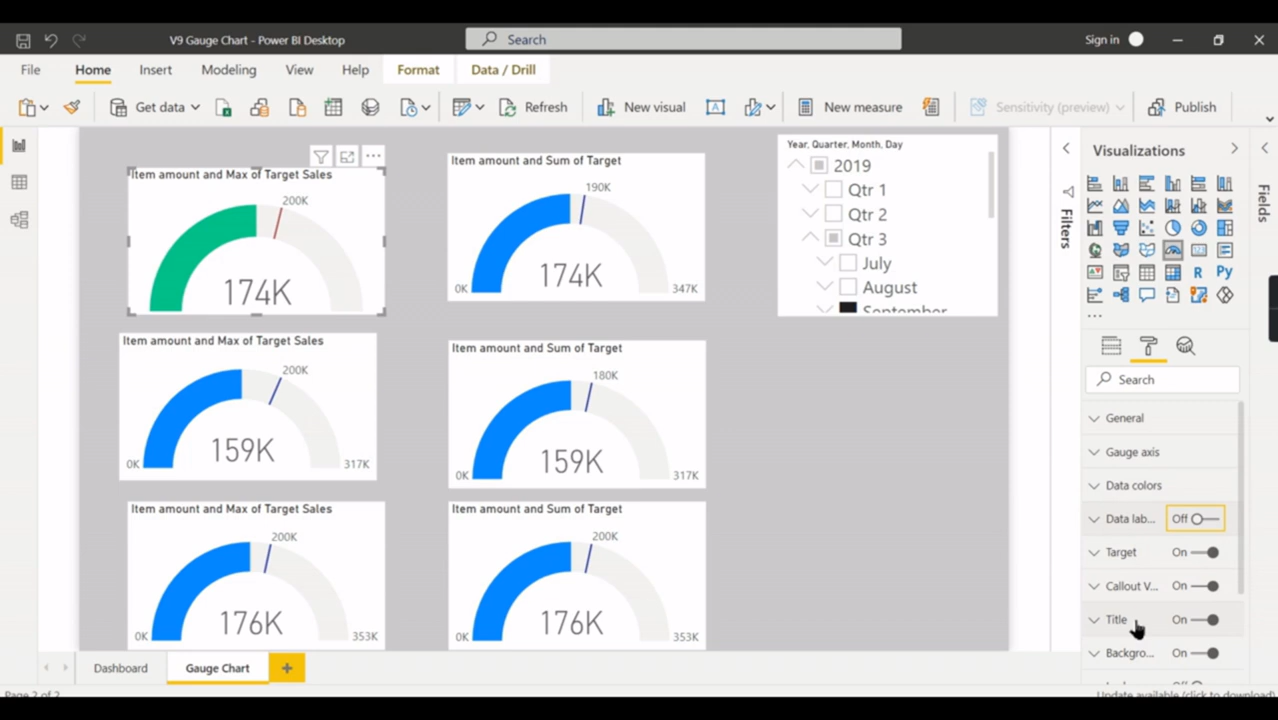 V9 Gauge Chart - Power BI Desktop
Search
Sign in
File
Home
Insert
Modeling
View
Help
Format
Data / Drill
Get data
Refresh
New visual
New measure
Sensitivity (preview)
Publish
Item amount and Max of Target Sales
200K
174K
Item amount and Sum of Target
190K
174K
0K
347K
Year, Quarter, Month, Day
2019
Qtr 1
Qtr 2
Qtr 3
July
August
September
Item amount and Max of Target Sales
200K
159K
0K
317K
Item amount and Sum of Target
180K
159K
0K
317K
Item amount and Max of Target Sales
200K
176K
0K
353K
Item amount and Sum of Target
200K
176K
0K
353K
Filters
Visualizations
Fields
R
Py
Search
General
Gauge axis
Data colors
Data lab... Off
Target On
Callout V... On
Title On
Backgro... On
Dashboard
Gauge Chart
Page 2 of 2
Update available (click to download)